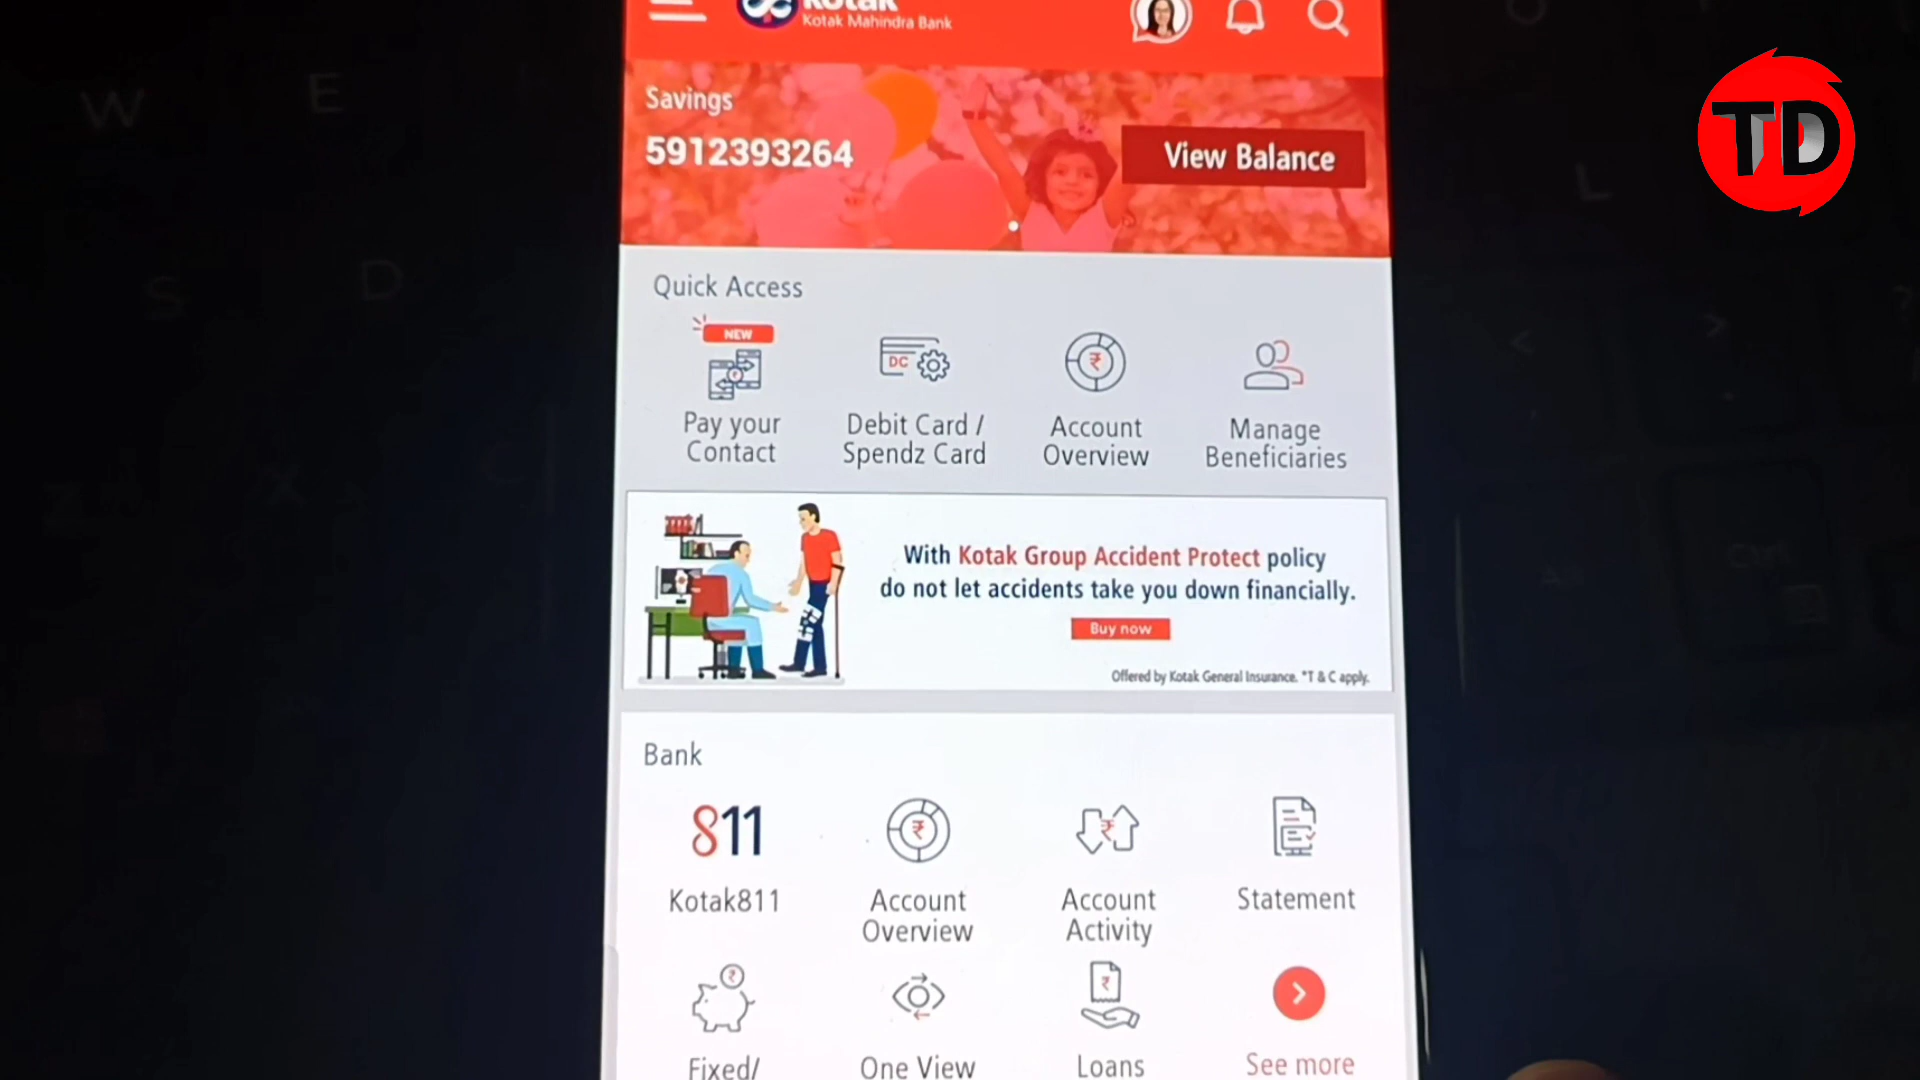 kotak
Kotak Mahindra Bank
TD
Savings
5912393264
View Balance
Quick Access
NEW
DC
Pay your
Contact
Debit Card /
Spendz Card
Account
Overview
Manage
Beneficiaries
With Kotak Group Accident Protect policy
do not let accidents take you down financially.
Buy now
Offered by Kotak General Insurance. *T & C apply.
Bank
811
Kotak811
Account
Overview
Account
Activity
Statement
Fixed/
One View
Loans
See more
W
E
S
D
L
X
C
<
>
?
Ctrl